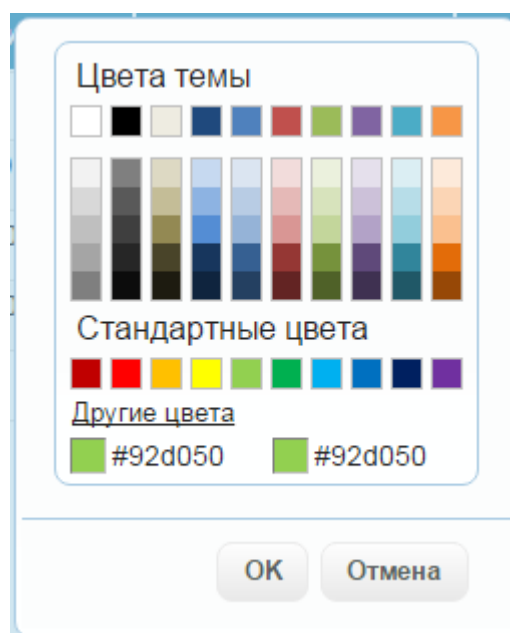 Цвета темы
Стандартные цвета
Другие цвета
#92d050 #92d050
OK Отмена